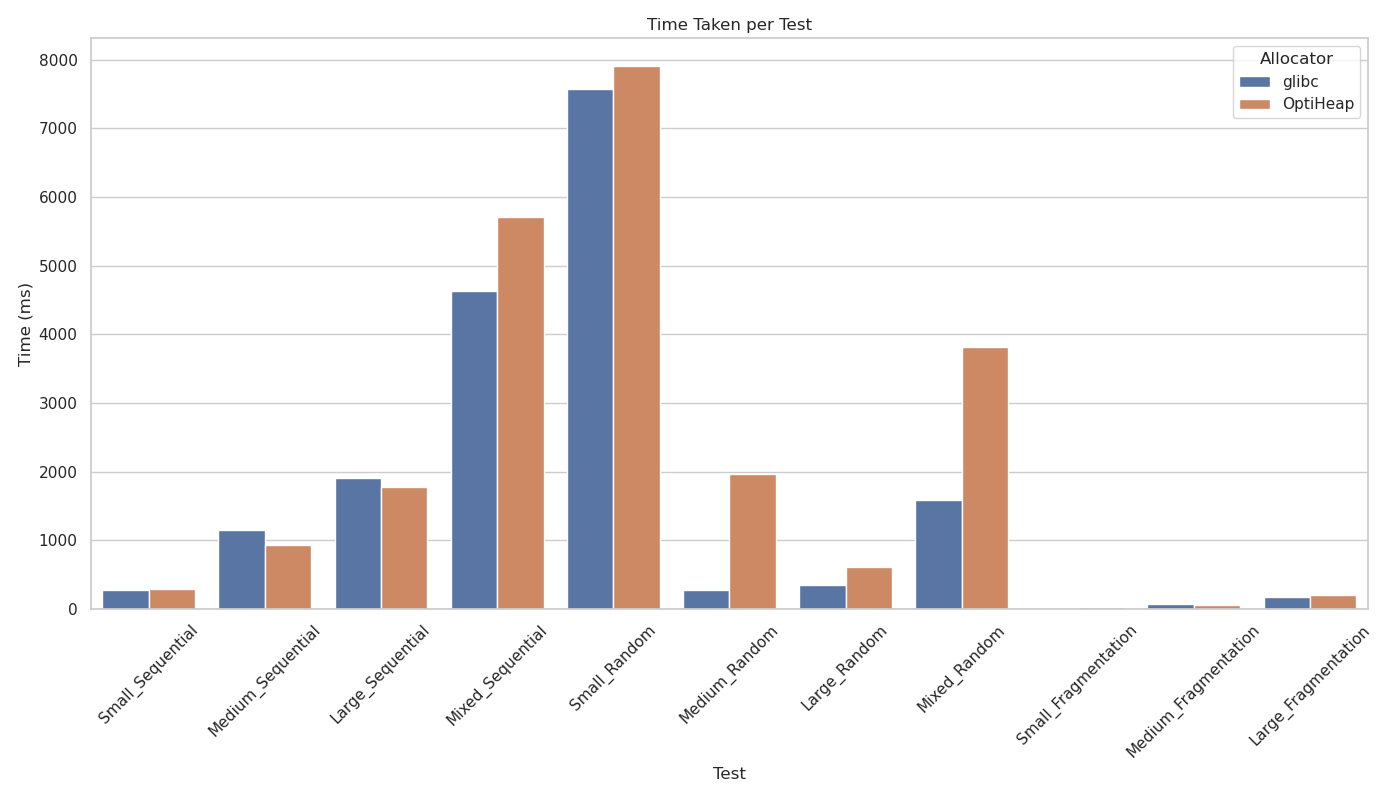 Time Taken per Test
Allocator
glibc
OptiHeap
Time (ms)
8000
7000
6000
5000
4000
3000
2000
1000
0
Small_Sequential
Medium_Sequential
Large_Sequential
Mixed_Sequential
Small_Random
Medium_Random
Large_Random
Mixed_Random
Small_Fragmentation
Medium_Fragmentation
Large_Fragmentation
Test